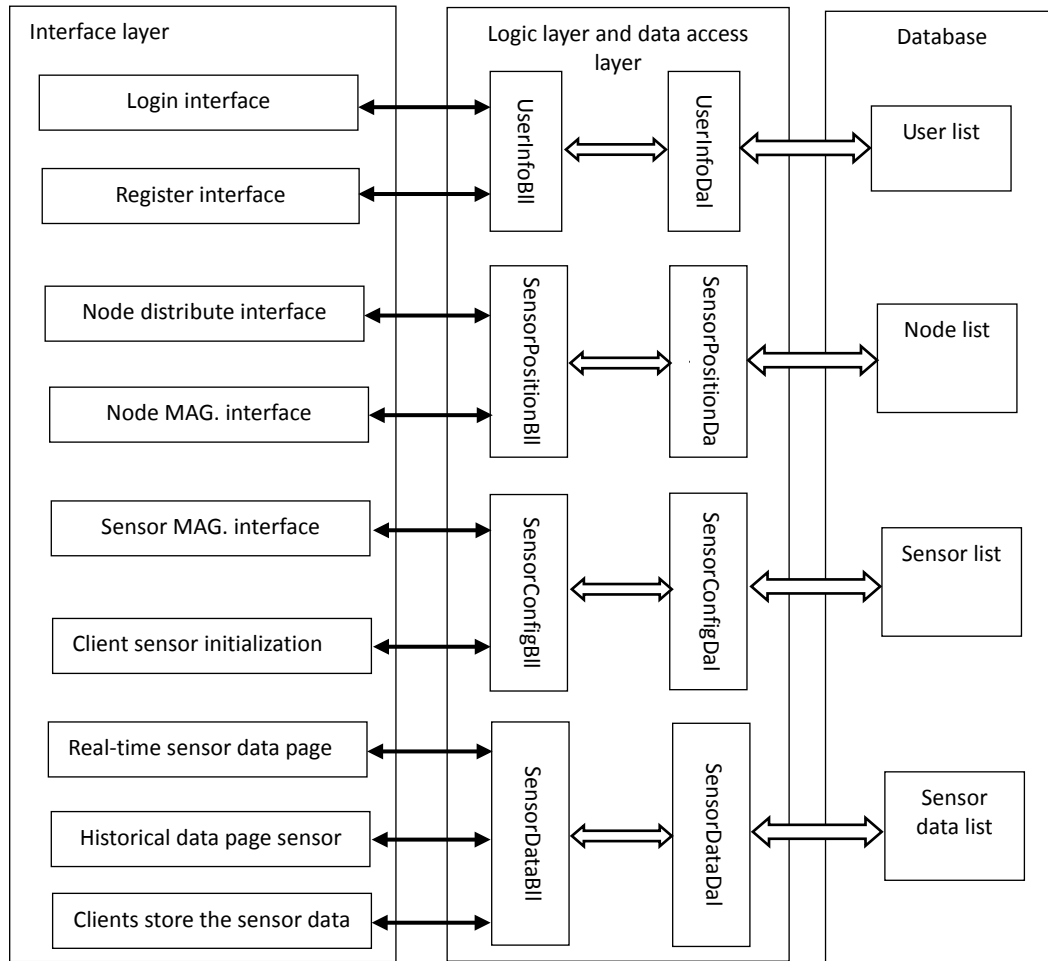 Interface layer
Login interface
Register interface
Node distribute interface
Node MAG. interface
Sensor MAG. interface
Client sensor initialization
Real-time sensor data page
Historical data page sensor
Clients store the sensor data
Logic layer and data access
layer
UserInfoBll
UserInfoDal
SensorPositionBll
SensorPositionDa
SensorConfigBll
SensorConfigDal
SensorDataBll
SensorDataDal
Database
User list
Node list
Sensor list
Sensor
data list